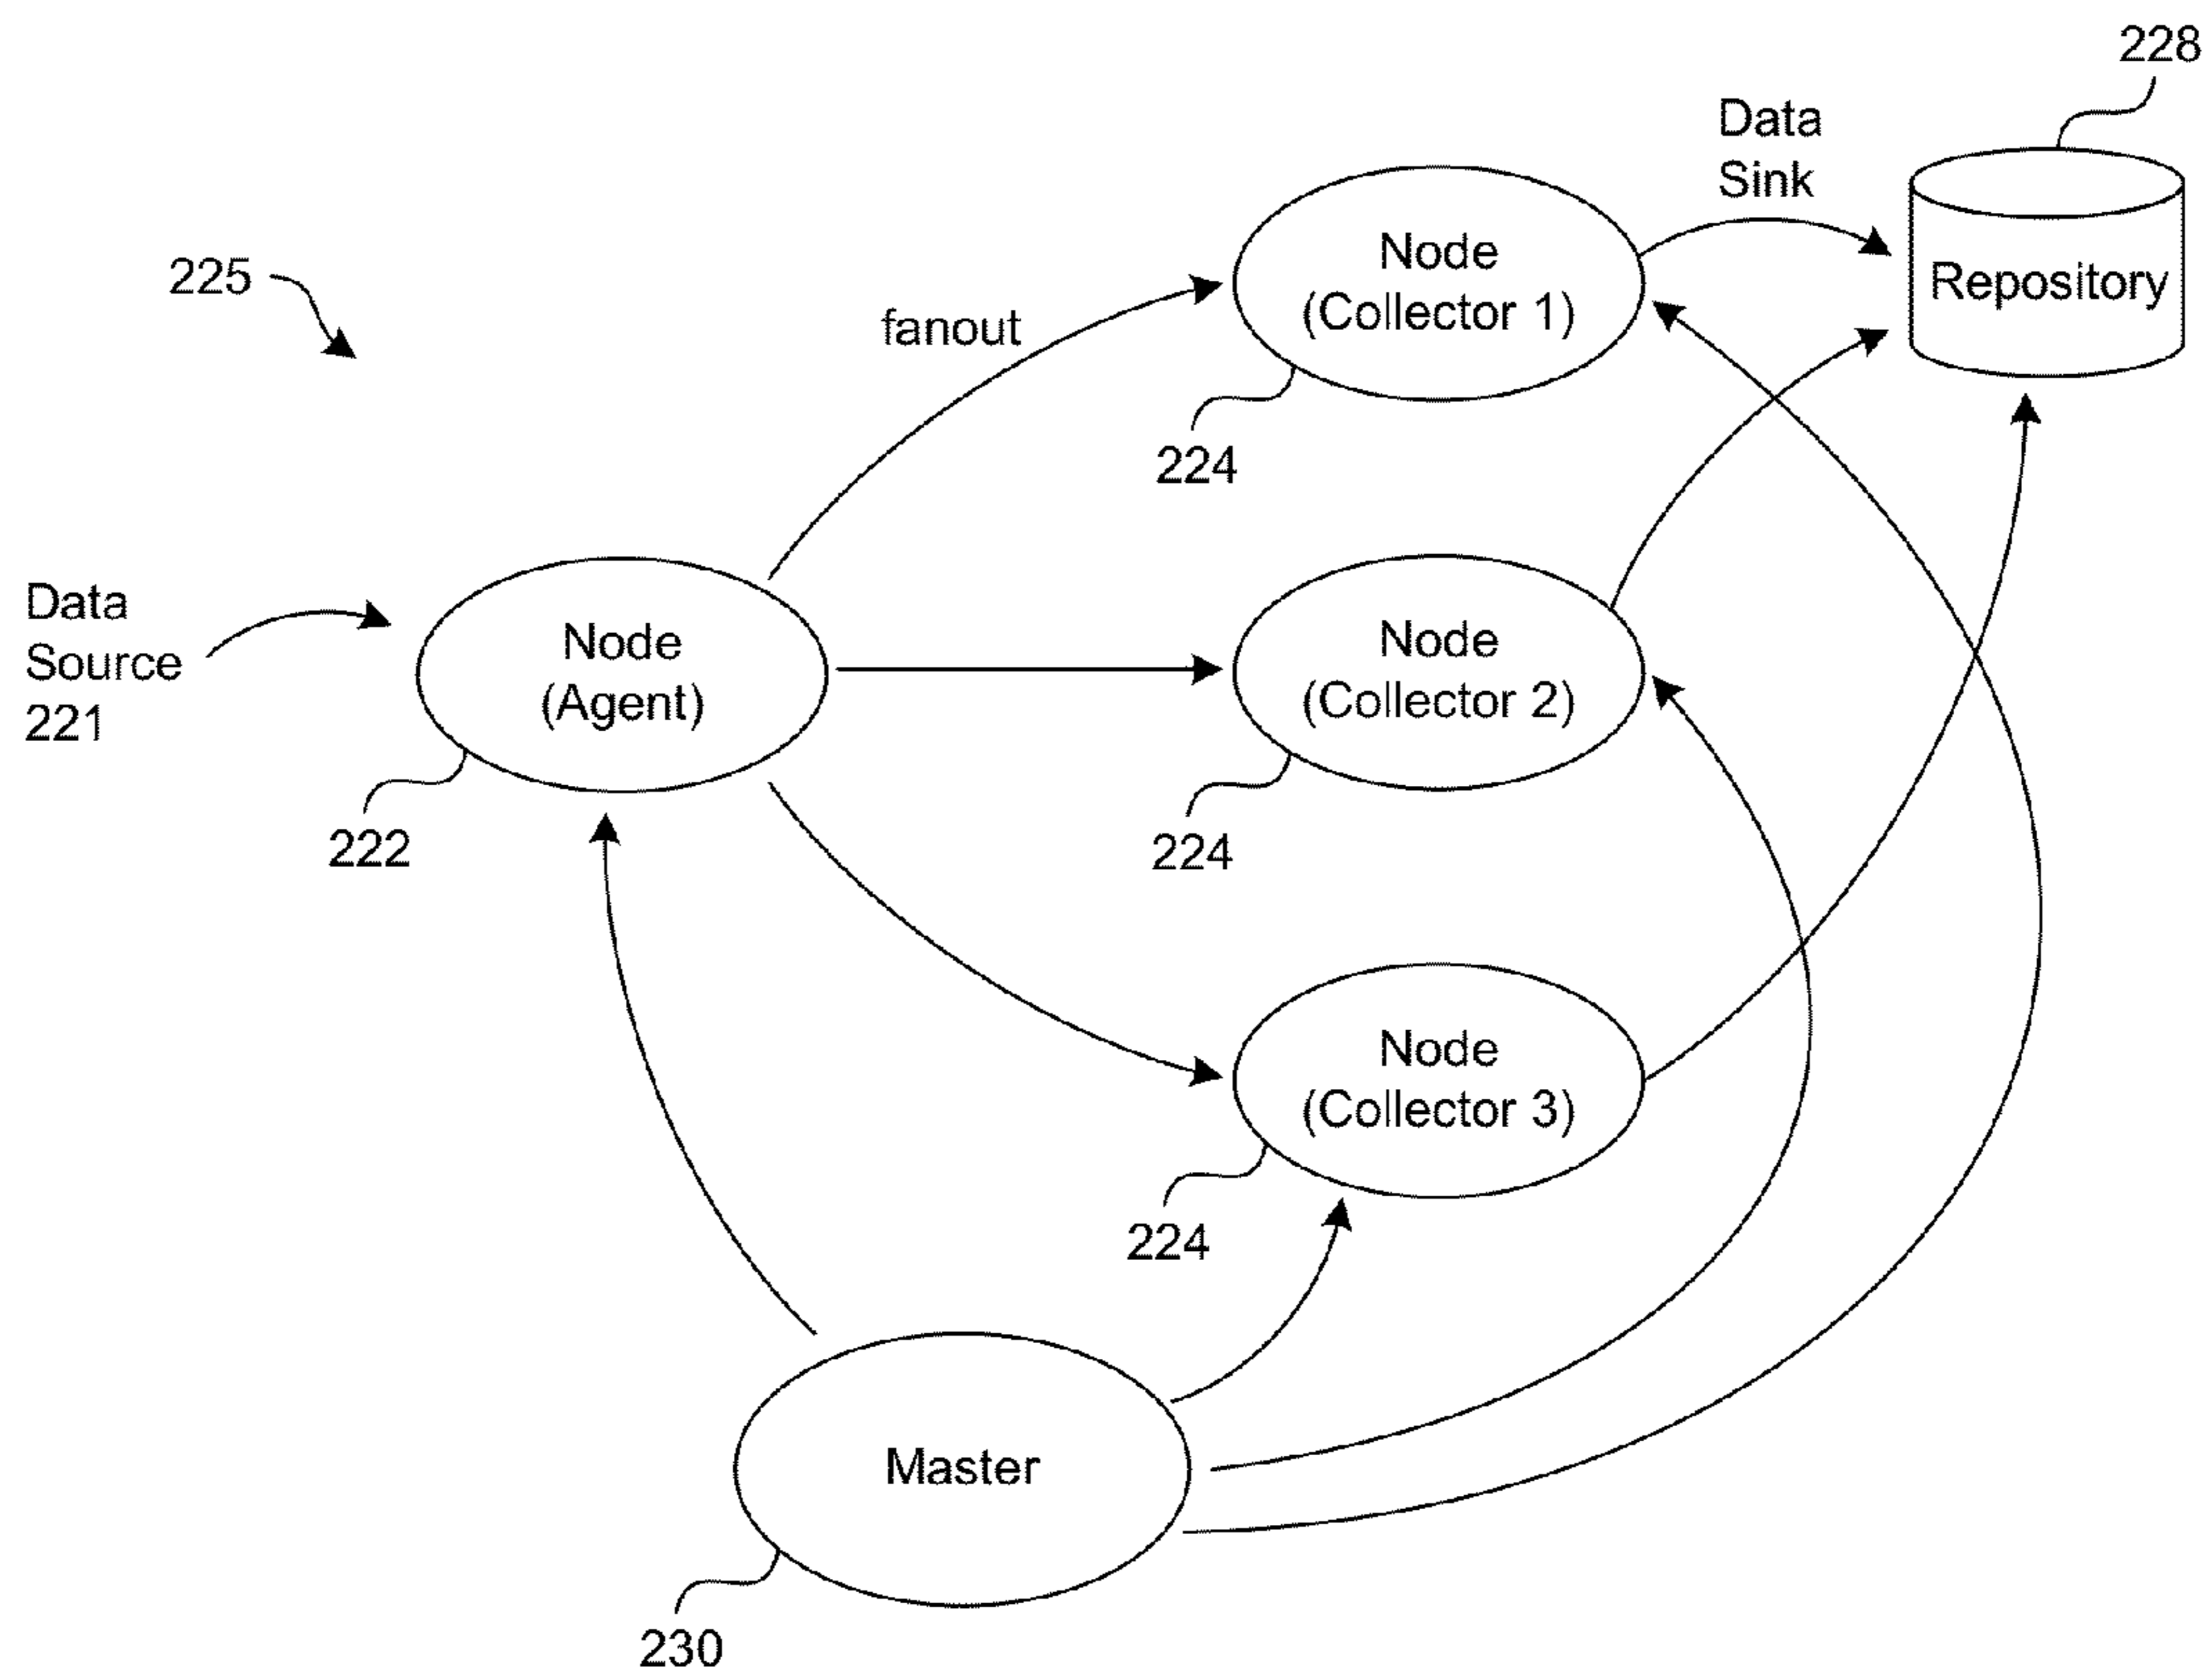 228
Data
Sink
Node
(Collector 1)
Repository
225
fanout
224
Data
Source
221
Node
(Agent)
Node
(Collector 2)
222
224
Node
(Collector 3)
224
Master
230